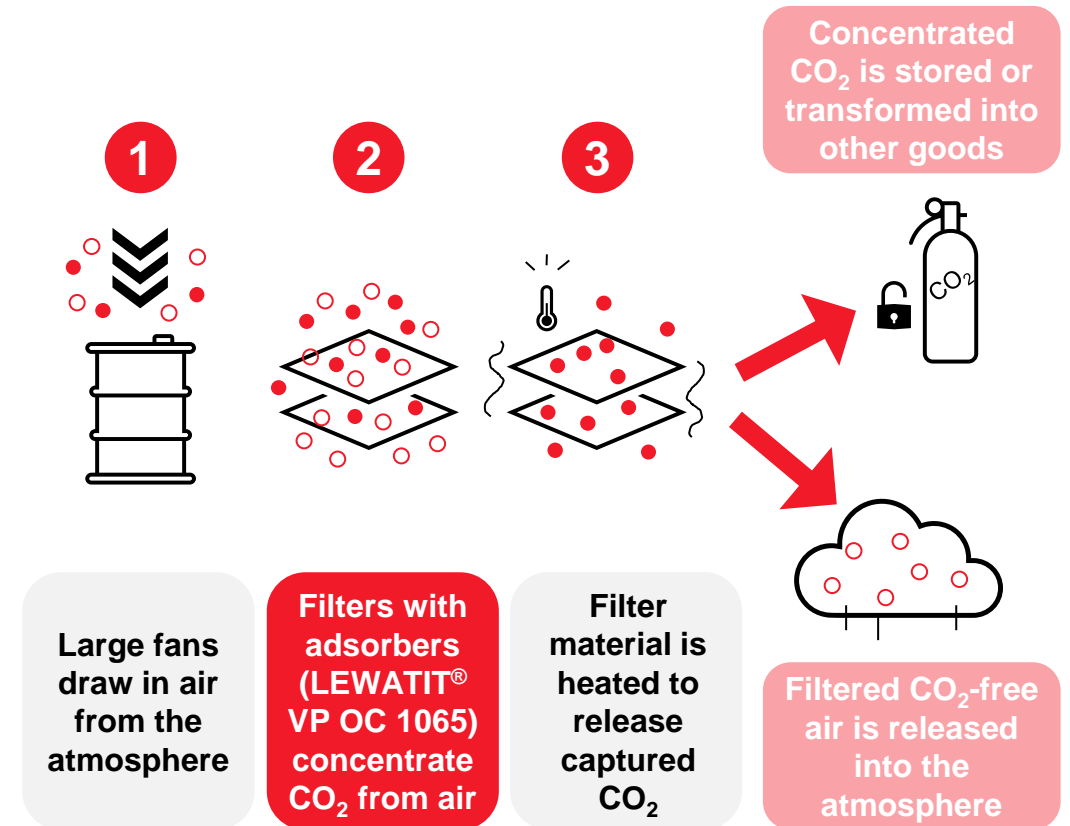 1
Large fans
draw in air
from the
atmosphere
2
Filters with
adsorbers
(LEWATIT®
VP OC 1065)
concentrate
CO₂ from air
3
Filter
material is
heated to
release
captured
CO₂
Concentrated
CO₂ is stored or
transformed into
other goods
CO₂
Filtered CO₂-free
air is released
into the
atmosphere